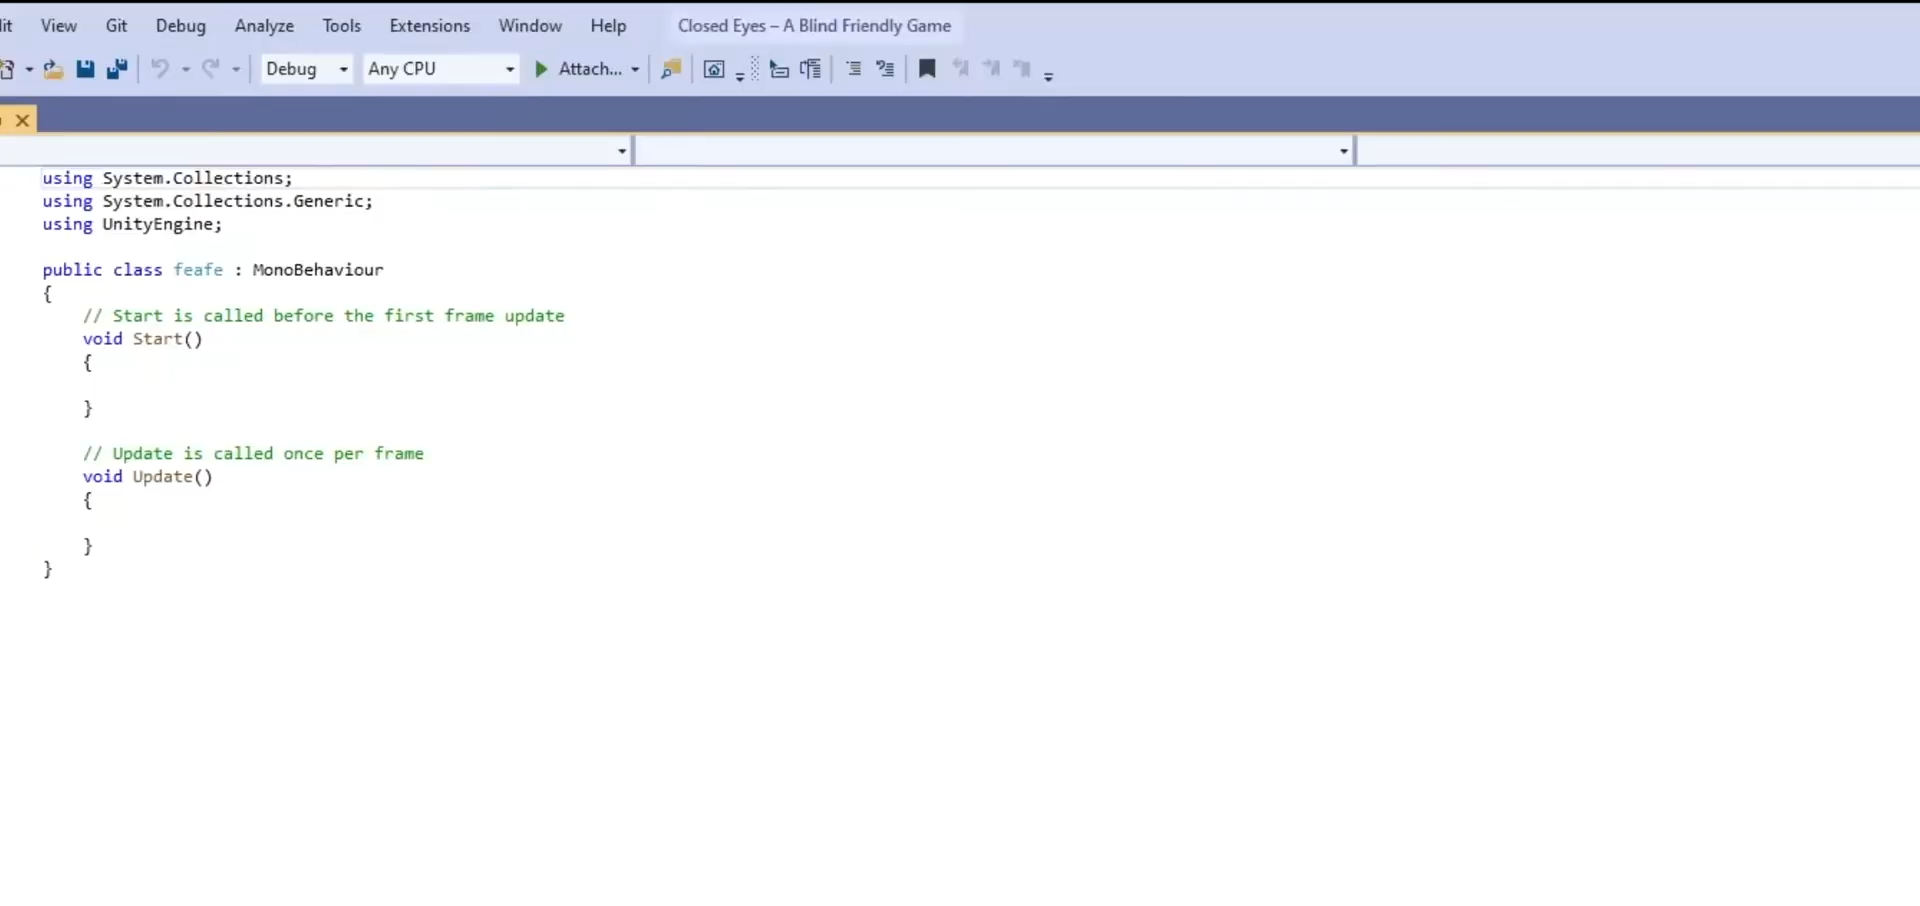 View Git Debug Analyze Tools Extensions Window Help Closed Eyes – A Blind Friendly Game
Debug Any CPU Attach...
using System.Collections;
using System.Collections.Generic;
using UnityEngine;
public class feafe : MonoBehaviour
{
// Start is called before the first frame update
void Start()
{
}
// Update is called once per frame
void Update()
{
}
}